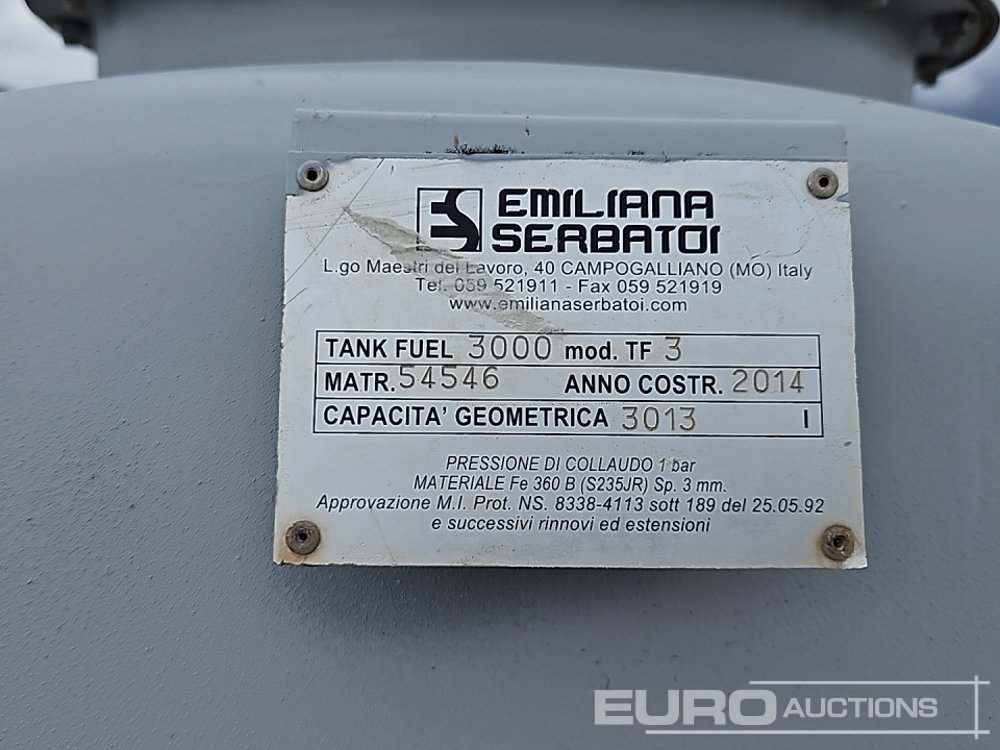 ES EMILIANA
SERBATOI
L.go Maestri del Lavoro, 40 CAMPOGALLIANO (MO) Italy
Tel. 059 521911 - Fax 059 521919
www.emilianaserbatoi.com
TANK FUEL 3000 mod. TF 3
MATR. 54546 ANNO COSTR. 2014
CAPACITA' GEOMETRICA 3013 l
PRESSIONE DI COLLAUDO 1 bar
MATERIALE Fe 360 B (S235JR) Sp. 3 mm.
Approvazione M.I. Prot. NS. 8338-4113 sott 189 del 25.05.92
e successivi rinnovi ed estensioni
EURO AUCTIONS